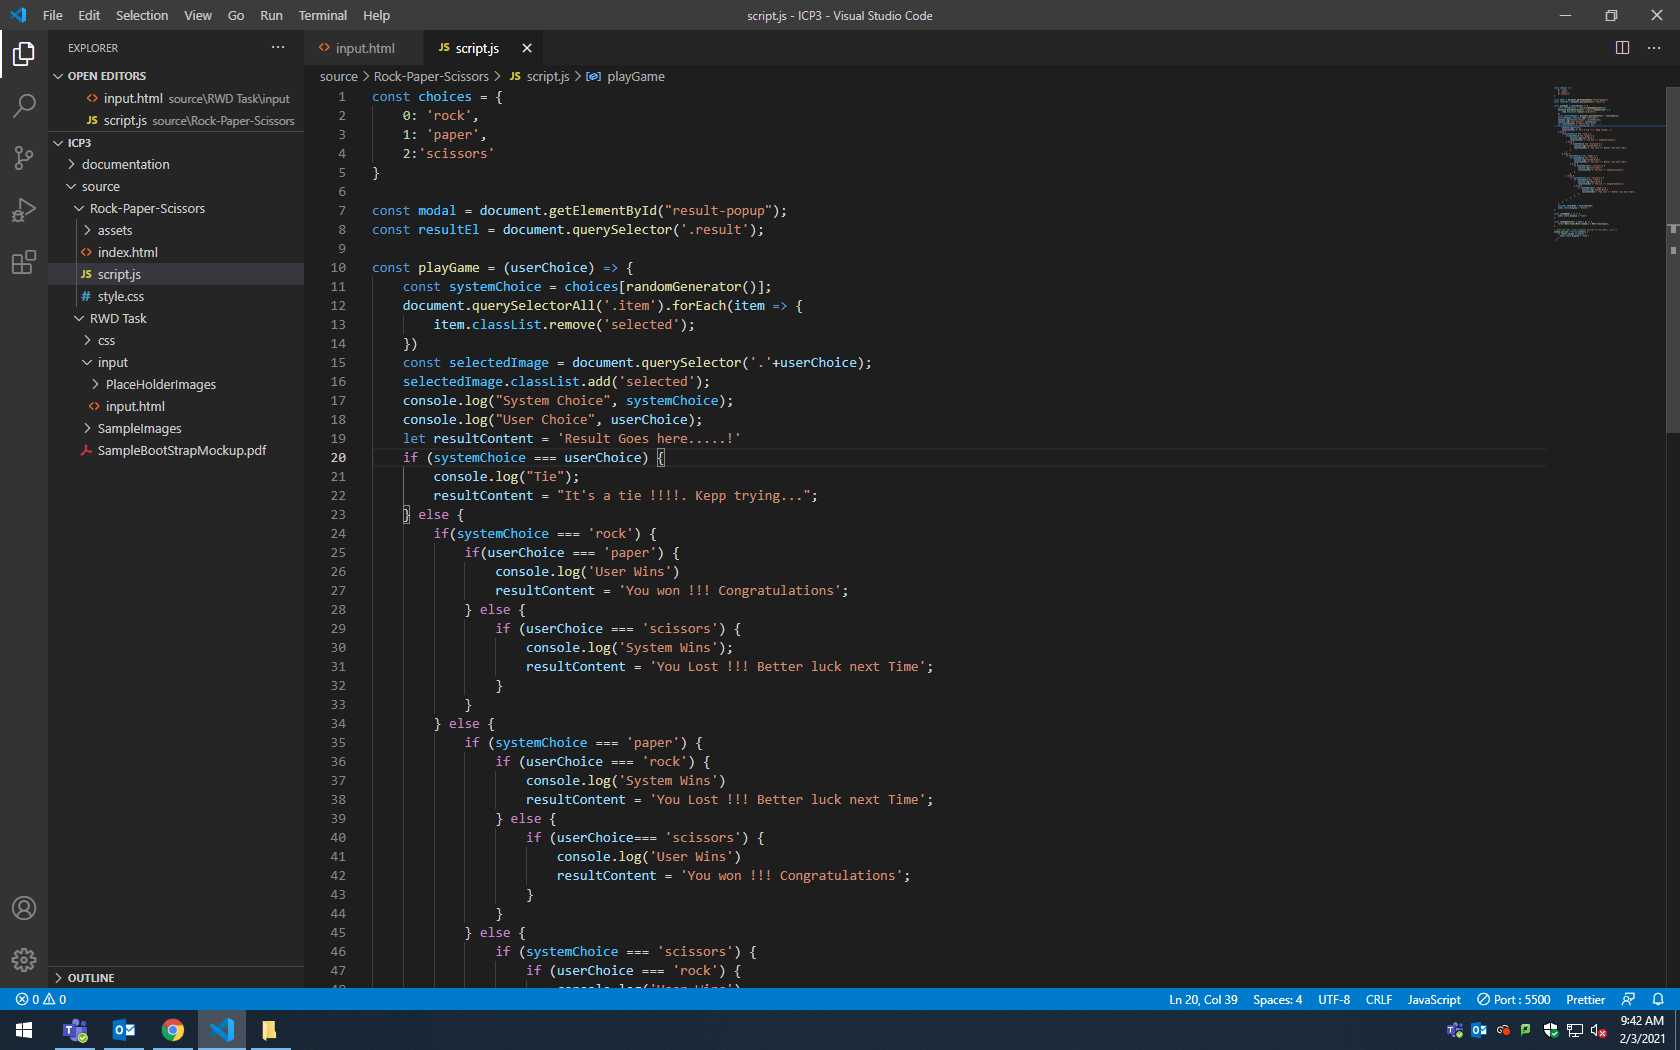 File Edit Selection View Go Run Terminal Help
script.js - ICP3 - Visual Studio Code
EXPLORER
OPEN EDITORS
input.html source\RWD Task\input
JS script.js source\Rock-Paper-Scissors
ICP3
documentation
source
Rock-Paper-Scissors
assets
index.html
JS script.js
# style.css
RWD Task
css
input
PlaceHolderImages
input.html
SampleImages
SampleBootStrapMockup.pdf
OUTLINE
input.html
JS script.js
source > Rock-Paper-Scissors > JS script.js > playGame
1 const choices = {
2 0: 'rock',
3 1: 'paper',
4 2:'scissors'
5 }
6
7 const modal = document.getElementById("result-popup");
8 const resultEl = document.querySelector('.result');
9
10 const playGame = (userChoice) => {
11 const systemChoice = choices[randomGenerator()];
12 document.querySelectorAll('.item').forEach(item => {
13 item.classList.remove('selected');
14 })
15 const selectedImage = document.querySelector('.'+userChoice);
16 selectedImage.classList.add('selected');
17 console.log("System Choice", systemChoice);
18 console.log("User Choice", userChoice);
19 let resultContent = 'Result Goes here.....!'
20 if (systemChoice === userChoice) {
21 console.log("Tie");
22 resultContent = "It's a tie !!!!. Kepp trying...";
23 } else {
24 if(systemChoice === 'rock') {
25 if(userChoice === 'paper') {
26 console.log('User Wins')
27 resultContent = 'You won !!! Congratulations';
28 } else {
29 if (userChoice === 'scissors') {
30 console.log('System Wins');
31 resultContent = 'You Lost !!! Better luck next Time';
32 }
33 }
34 } else {
35 if (systemChoice === 'paper') {
36 if (userChoice === 'rock') {
37 console.log('System Wins')
38 resultContent = 'You Lost !!! Better luck next Time';
39 } else {
40 if (userChoice=== 'scissors') {
41 console.log('User Wins')
42 resultContent = 'You won !!! Congratulations';
43 }
44 }
45 } else {
46 if (systemChoice === 'scissors') {
47 if (userChoice === 'rock') {
0 0
Ln 20, Col 39 Spaces: 4 UTF-8 CRLF JavaScript Port : 5500 Prettier
9:42 AM
2/3/2021